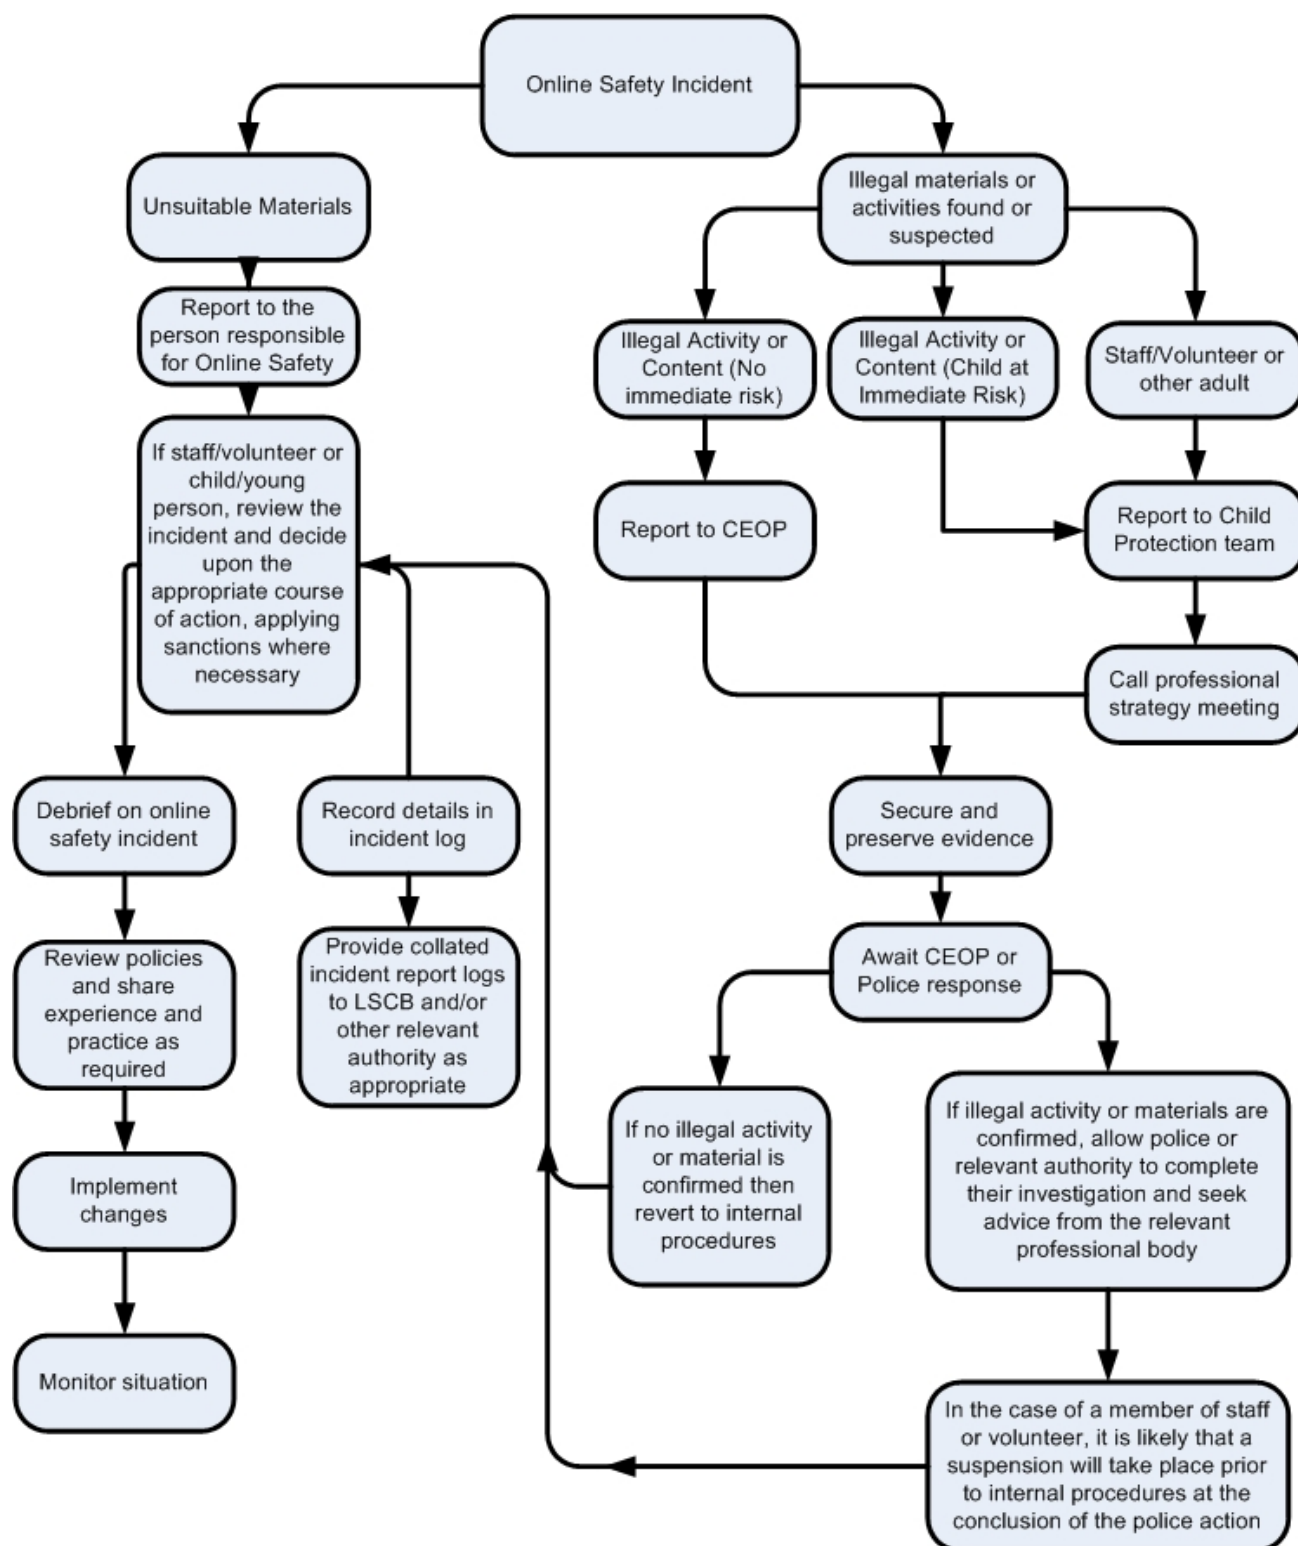 Online Safety Incident
Unsuitable Materials
Report to the
person responsible
for Online Safety
If staff/volunteer or
child/young
person, review the
incident and decide
upon the
appropriate course
of action, applying
sanctions where
necessary
Debrief on online
safety incident
Review policies
and share
experience and
practice as
required
Implement
changes
Monitor situation
Record details in
incident log
Provide collated
incident report logs
to LSCB and/or
other relevant
authority as
appropriate
Illegal materials or
activities found or
suspected
Illegal Activity or
Content (No
immediate risk)
Illegal Activity or
Content (Child at
Immediate Risk)
Staff/Volunteer or
other adult
Report to CEOP
Report to Child
Protection team
Call professional
strategy meeting
Secure and
preserve evidence
Await CEOP or
Police response
If no illegal activity
or material is
confirmed then
revert to internal
procedures
If illegal activity or materials are
confirmed, allow police or
relevant authority to complete
their investigation and seek
advice from the relevant
professional body
In the case of a member of staff
or volunteer, it is likely that a
suspension will take place prior
to internal procedures at the
conclusion of the police action